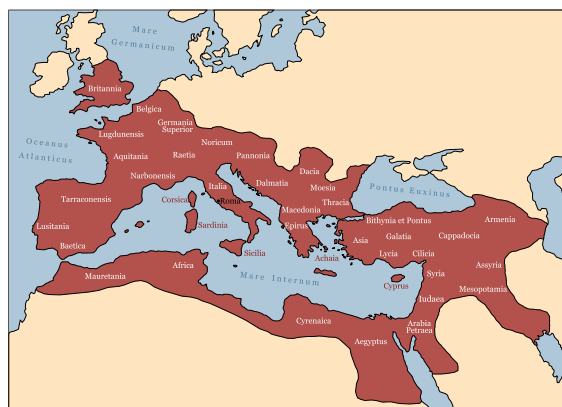 Mare
Germanicum
Britannia
Belgica
Germania
Superior
Lugdunensis
Oceanus
Atlanticus
Noricum
Aquitania
Raetia
Pannonia
Narbonensis
Dacia
Italia
Dalmatia
Moesia
Pontus Euxinus
Tarraconensis
Corsica
Roma
Thracia
Macedonia
Lusitania
Sardinia
Epirus
Bithynia et Pontus
Armenia
Baetica
Sicilia
Achaia
Asia
Galatia
Cappadocia
Lycia
Cilicia
Mauretania
Africa
Mare Internum
Cyprus
Syria
Assyria
Iudaea
Mesopotamia
Cyrenaica
Arabia
Petraea
Aegyptus